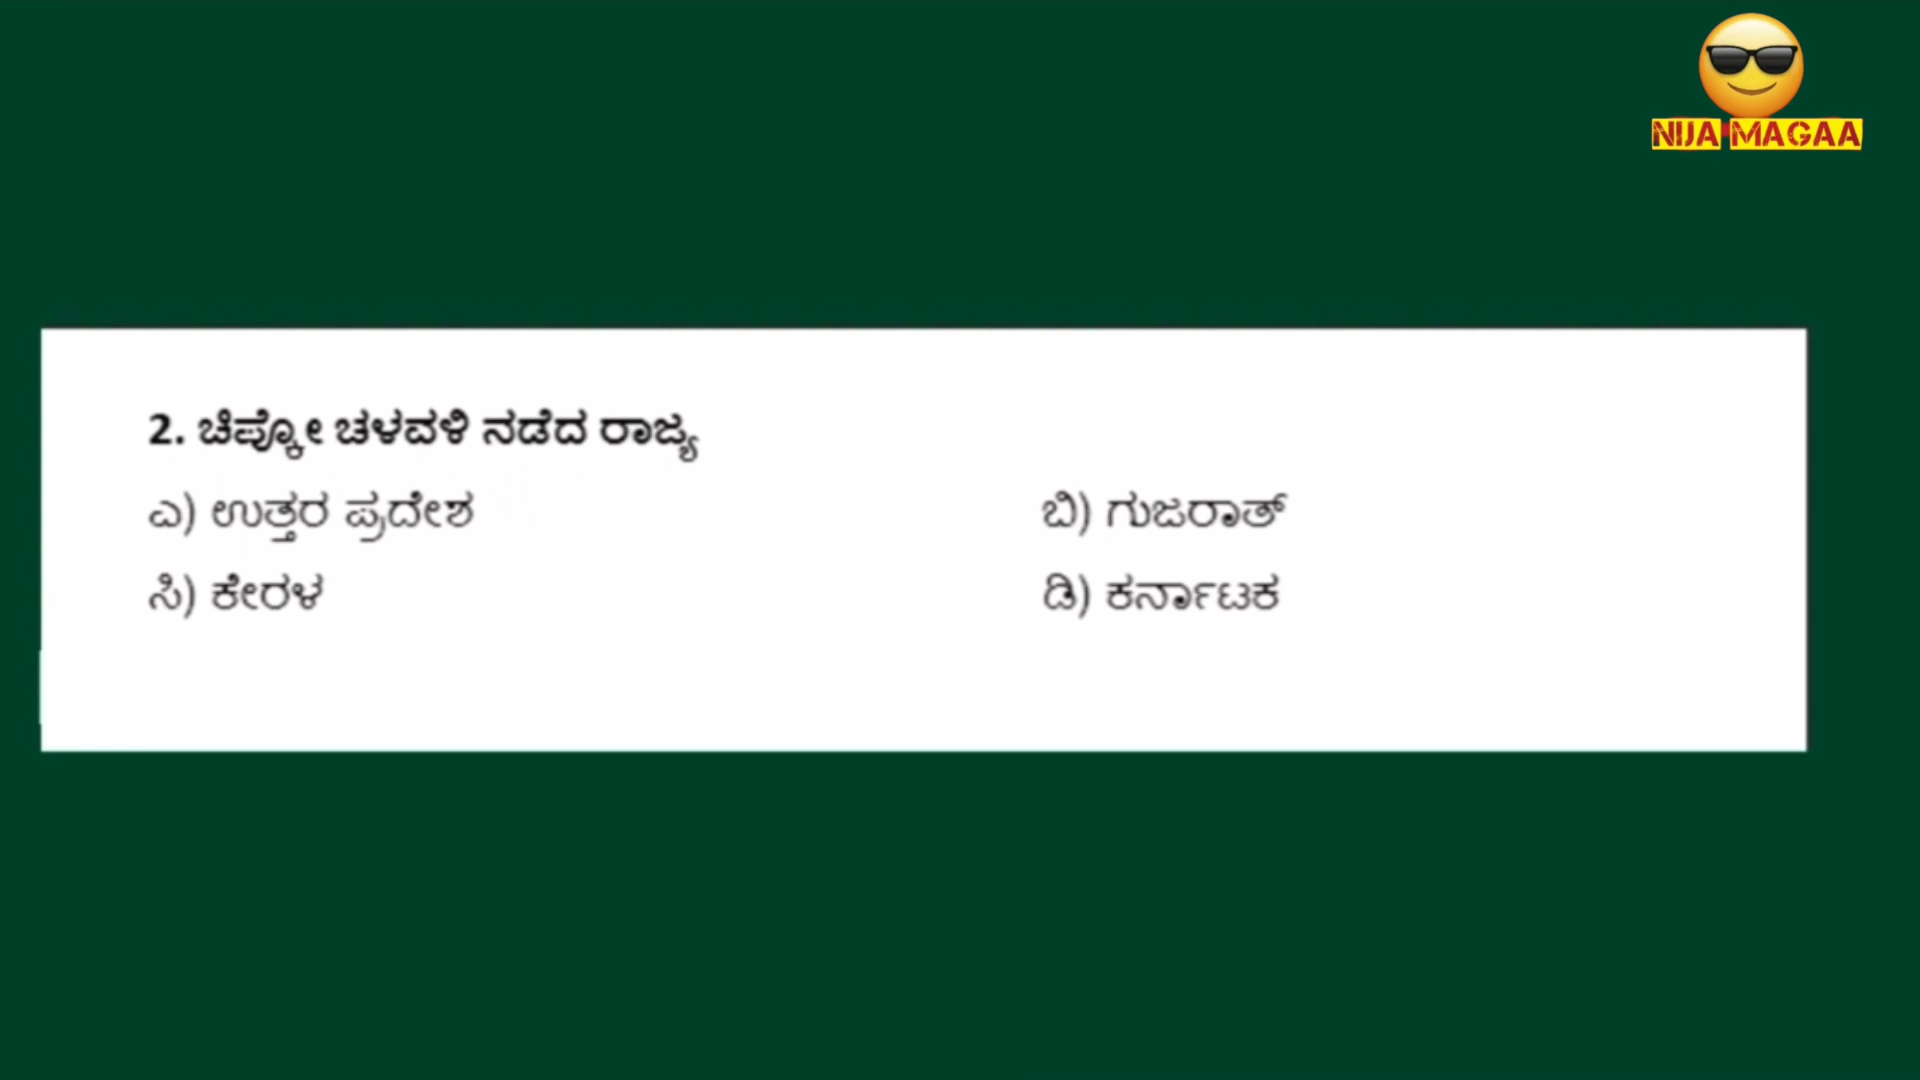 NIJA MAGAA
2. ಚಿಪ್ಕೋ ಚಳವಳಿ ನಡೆದ ರಾಜ್ಯ
ಎ) ಉತ್ತರ ಪ್ರದೇಶ ಬಿ) ಗುಜರಾತ್
ಸಿ) ಕೇರಳ ಡಿ) ಕರ್ನಾಟಕ